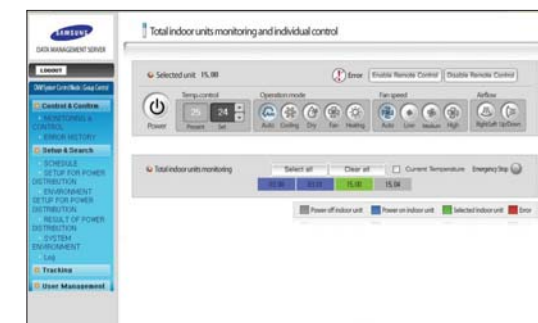 SAMSUNG
DATA MANAGEMENT SERVER
LOGOUT
Control & Confirm
MONITORING &
CONTROL
ERROR HISTORY
Setup & Search
SCHEDULE
SETUP FOR POWER
DISTRIBUTION
ENVIRONMENT
SETUP FOR POWER
DISTRIBUTION
RESULT OF POWER
DISTRIBUTION
SYSTEM
ENVIRONMENT
Log
Tracking
User Management
Total indoor units monitoring and individual control
Selected unit 15.00
Error
Enable Remote Control
Disable Remote Control
Temp.control
Operation mode
Fan speed
Airflow
25
24
Power
Present
Set
Auto
Cooling
Dry
Fan
Heating
Auto
Low
Medium
High
Right/Left
Up/Down
Total indoor units monitoring
Select all
Clear all
Current Temperature
Emergency Stop
15.00
15.04
Power off indoor unit
Power on indoor unit
Selected indoor unit
Error